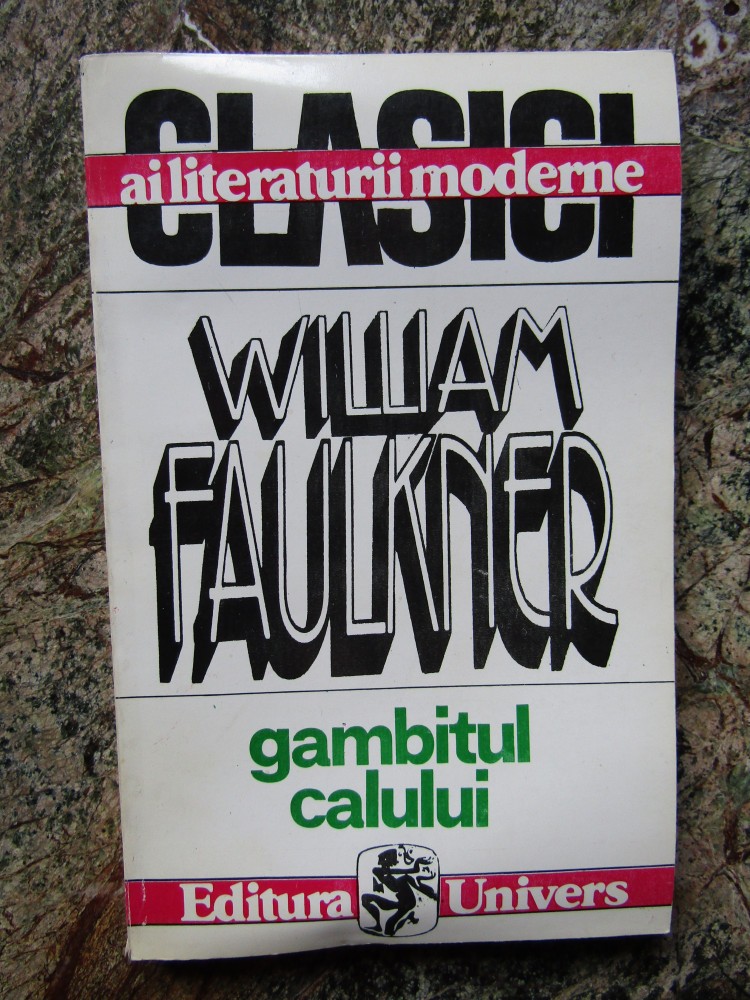 CLASICI
ai literaturii moderne
WILLIAM
FAULKNER
gambitul
calului
Editura Univers